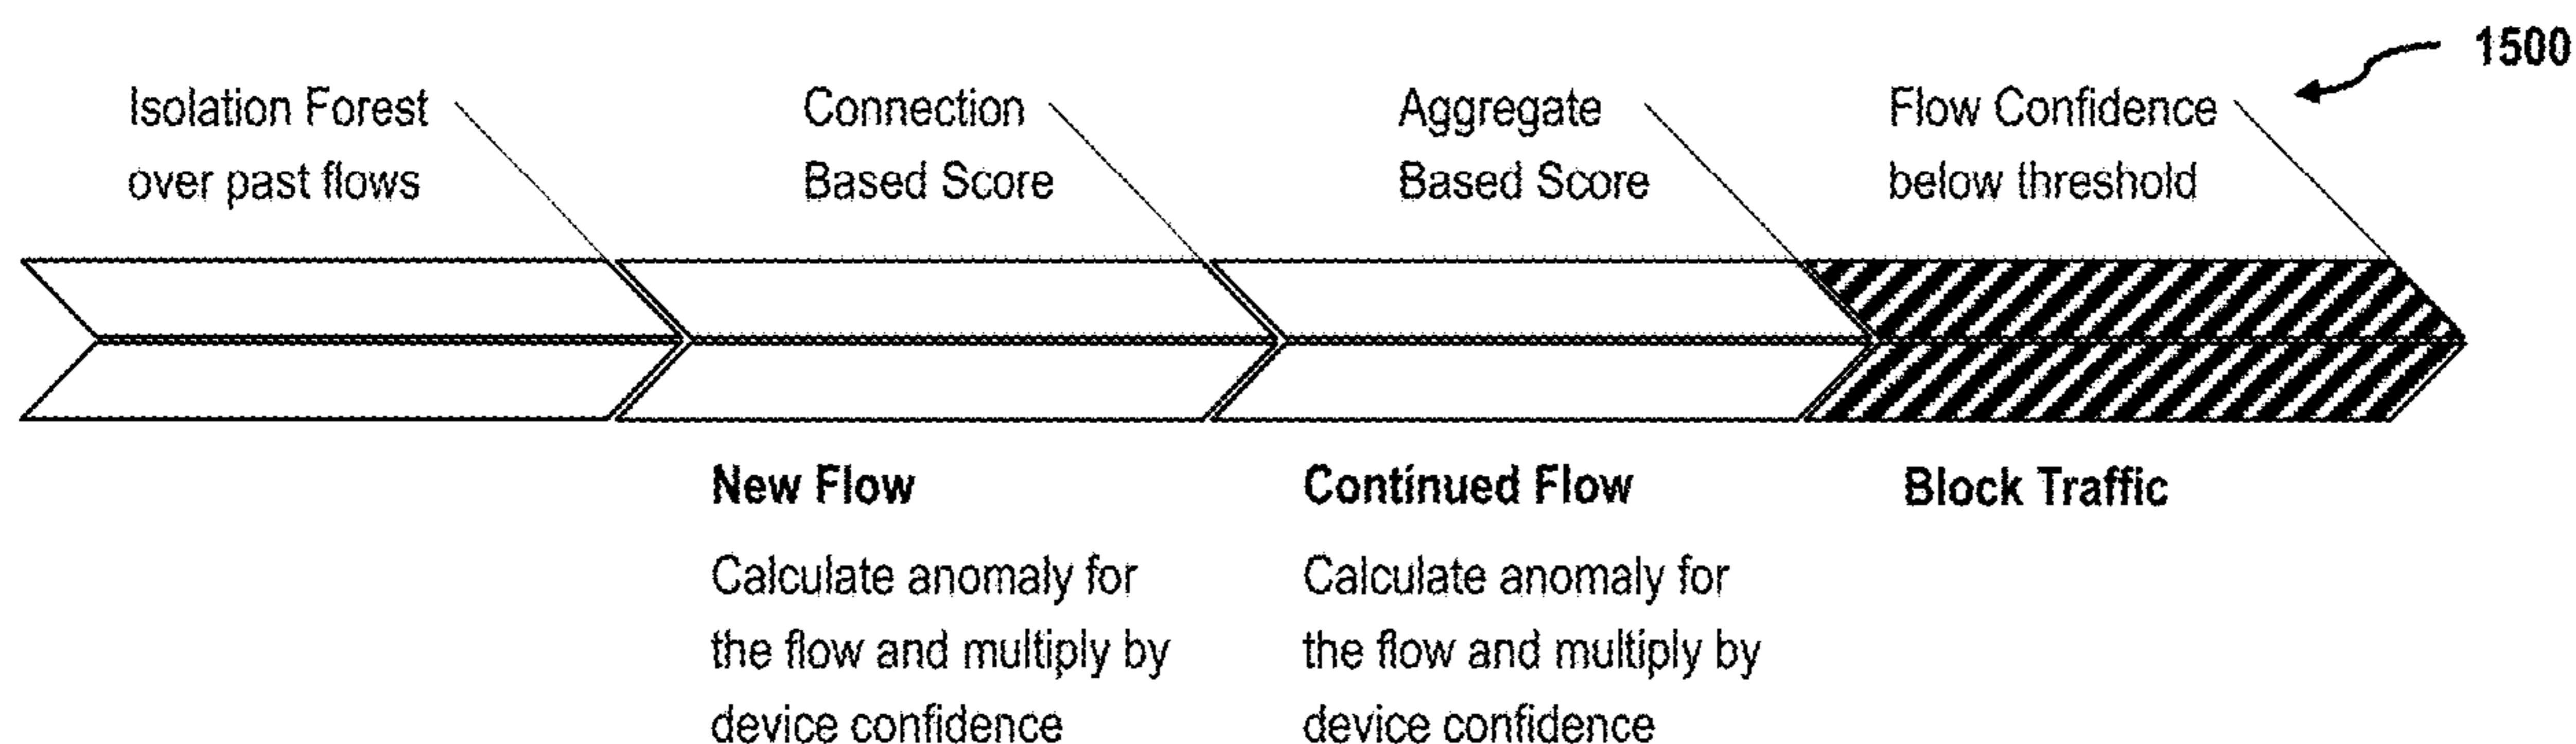 1500
Isolation Forest
over past flows
Connection
Based Score
Aggregate
Based Score
Flow Confidence
below threshold
New Flow
Calculate anomaly for
the flow and multiply by
device confidence
Continued Flow
Calculate anomaly for
the flow and multiply by
device confidence
Block Traffic